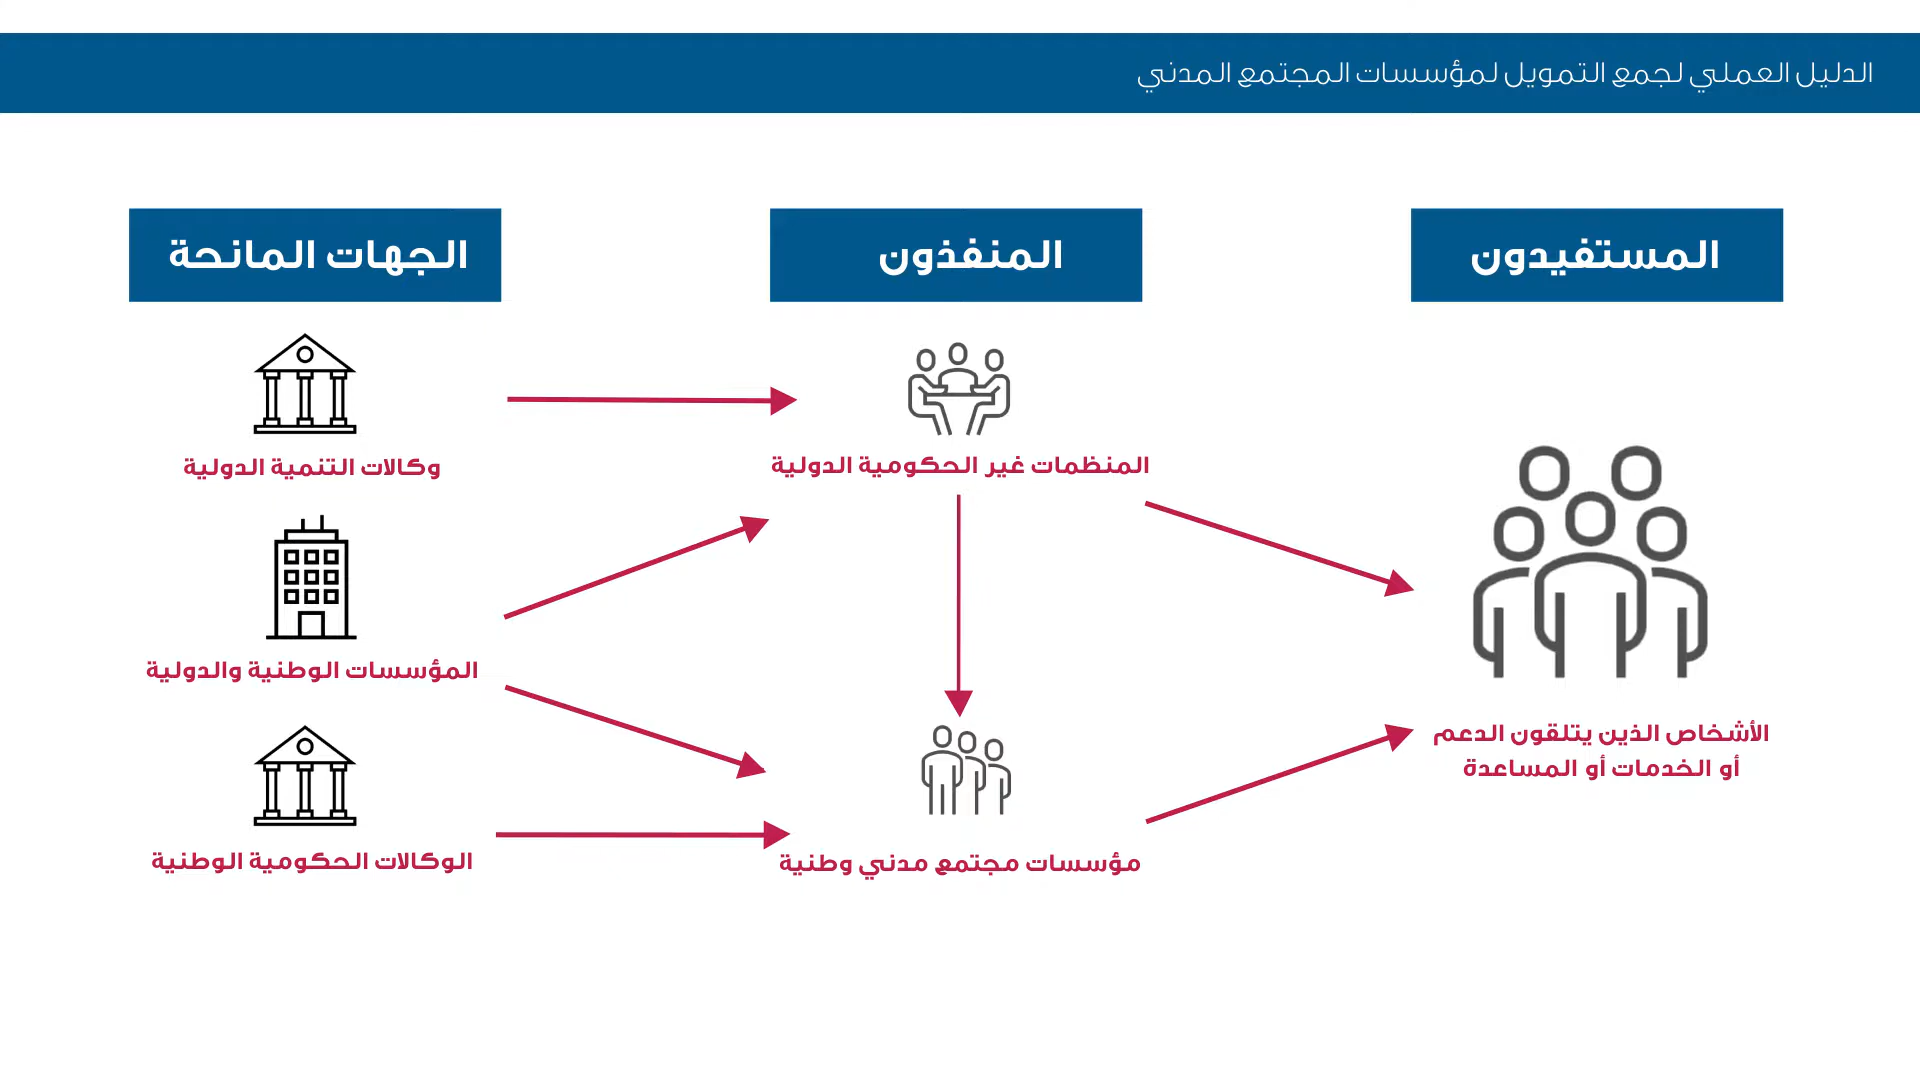 الدليل العملي لجمع التمويل لمؤسسات المجتمع المدني
المستفيدون
المنفذون
الجهات المانحة
وكالات التنمية الدولية
المؤسسات الوطنية والدولية
الوكالات الحكومية الوطنية
المنظمات غير الحكومية الدولية
مؤسسات مجتمع مدني وطنية
الأشخاص الذين يتلقون الدعم
أو الخدمات أو المساعدة